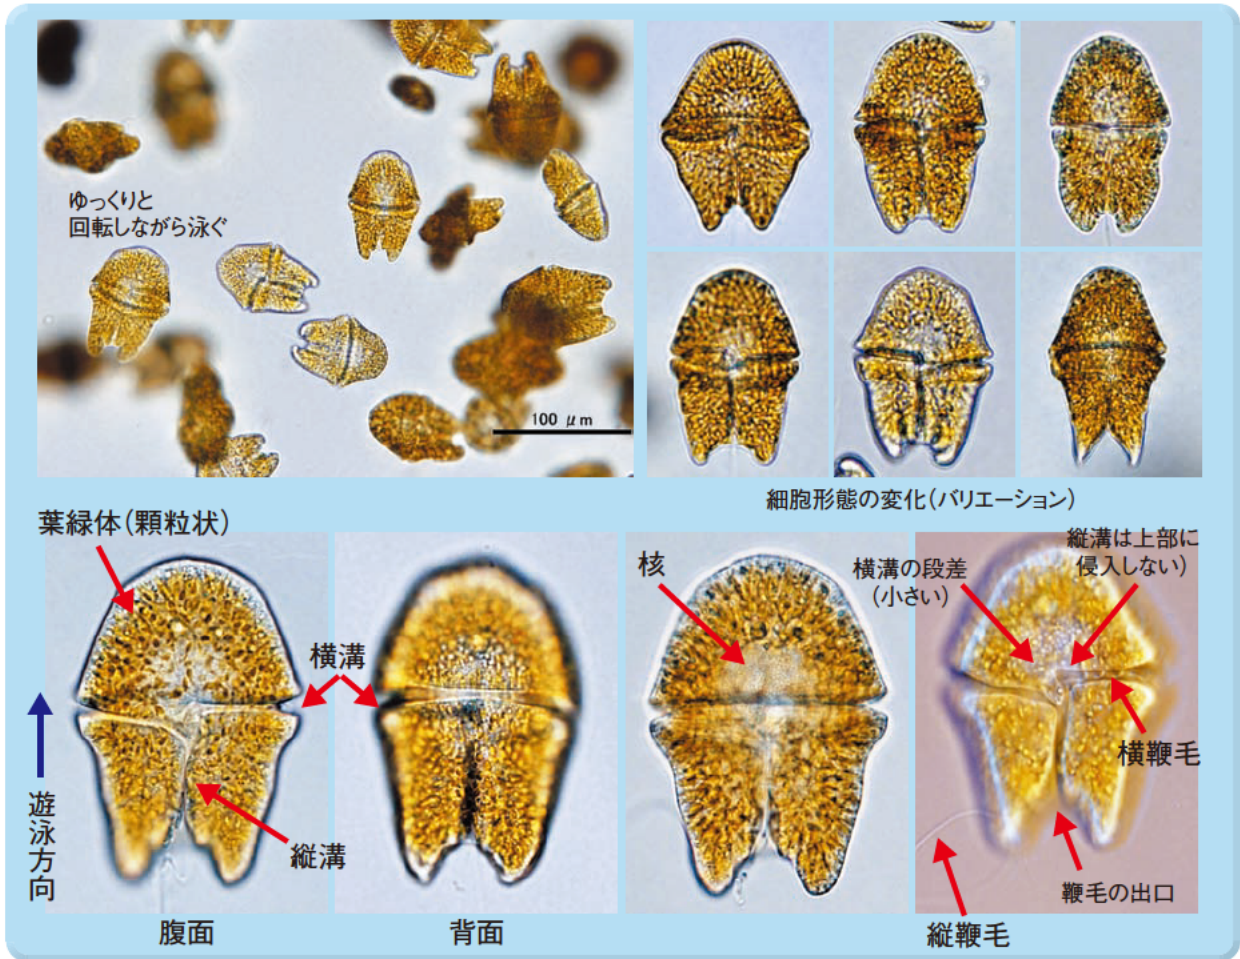 ゆっくりと
回転しながら泳ぐ
100 μm
細胞形態の変化(バリエーション)
葉緑体(顆粒状)
核
横溝の段差
(小さい)
縦溝は上部に
侵入しない)
横溝
横鞭毛
遊泳方向
縦溝
鞭毛の出口
腹面
背面
縦鞭毛